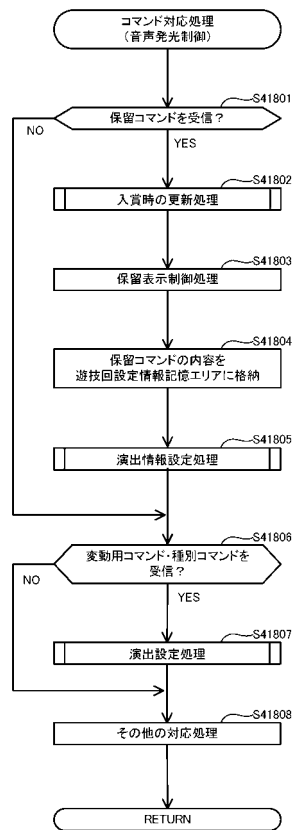 コマンド対応処理
(音声発光制御)
S41801
保留コマンドを受信？
NO
YES
S41802
入賞時の更新処理
S41803
保留表示制御処理
S41804
保留コマンドの内容を
遊技回設定情報記憶エリアに格納
S41805
演出情報設定処理
S41806
変動用コマンド・種別コマンドを
受信？
NO
YES
S41807
演出設定処理
S41808
その他の対応処理
RETURN